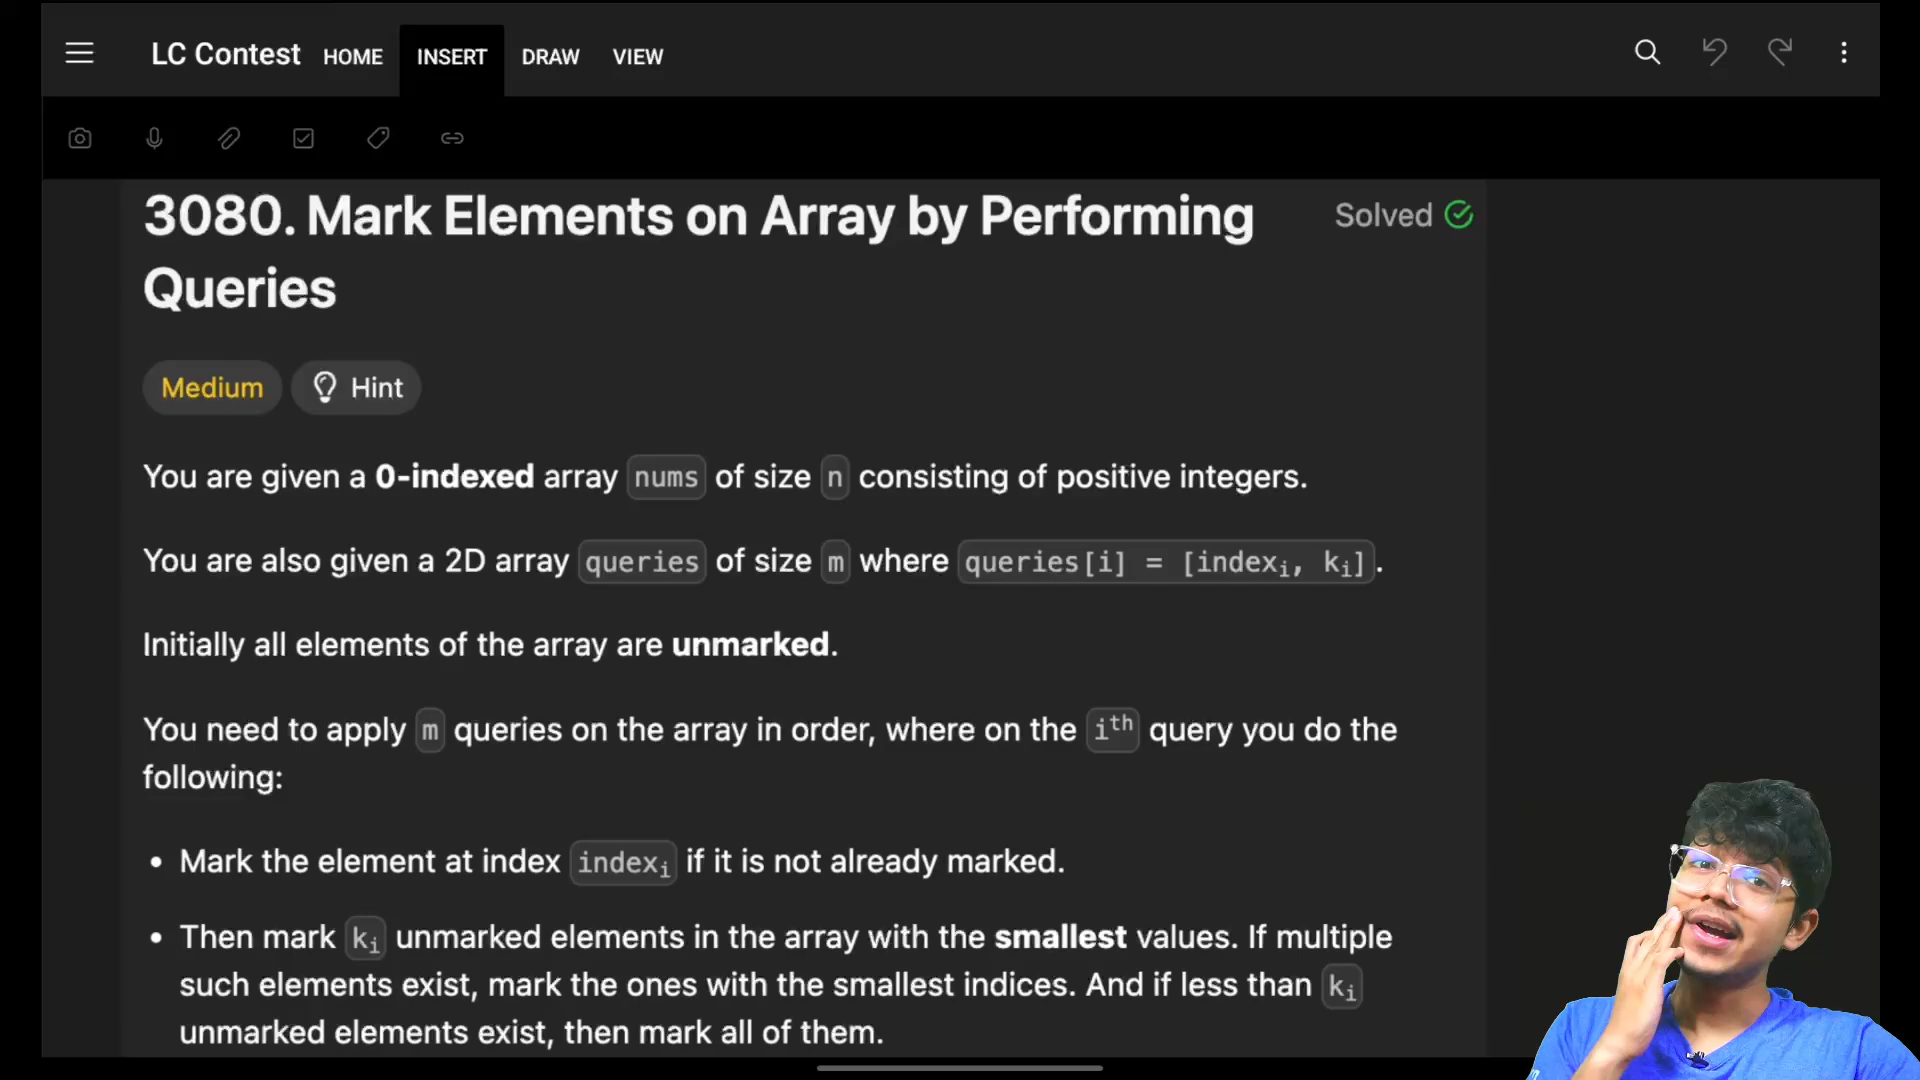 LC Contest HOME INSERT DRAW VIEW
3080. Mark Elements on Array by Performing
Queries
Solved
Medium Hint
You are given a 0-indexed array nums of size n consisting of positive integers.
You are also given a 2D array queries of size m where queries[i] = [indexᵢ, kᵢ].
Initially all elements of the array are unmarked.
You need to apply m queries on the array in order, where on the iᵗʰ query you do the
following:
• Mark the element at index indexᵢ if it is not already marked.
• Then mark kᵢ unmarked elements in the array with the smallest values. If multiple
such elements exist, mark the ones with the smallest indices. And if less than kᵢ
unmarked elements exist, then mark all of them.